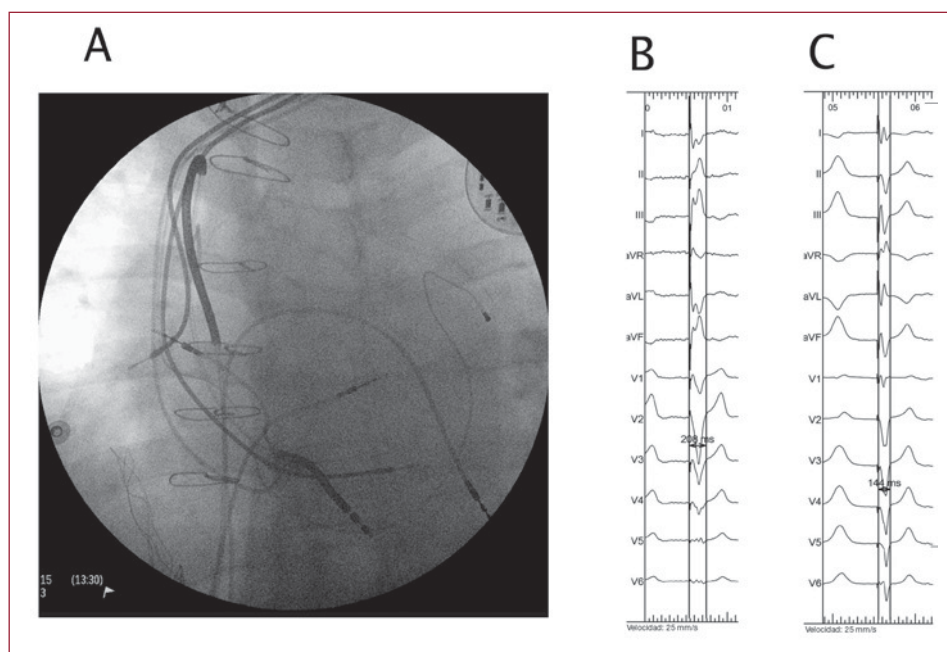 A
B
C
0 01
05 06
I
II
III
aVR
aVL
aVF
V1
V2
208 ms
V3
V4
V5
V6
Velocidad: 25 mm/s
I
II
III
aVR
aVL
aVF
V1
V2
V3
144 ms
V4
V5
V6
Velocidad: 25 mm/s
15 (13:30)
3